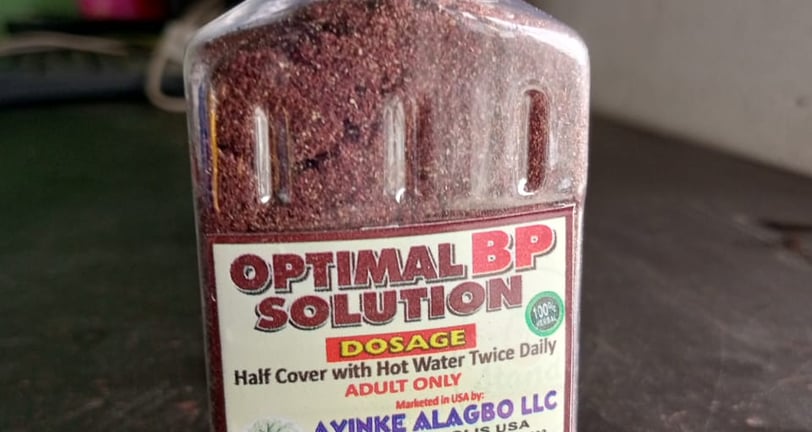 OPTIMAL BP
SOLUTION
100%
HERBAL
DOSAGE
Half Cover with Hot Water Twice Daily
ADULT ONLY
Marketed in USA by:
AYINKE ALAGBO LLC
USA